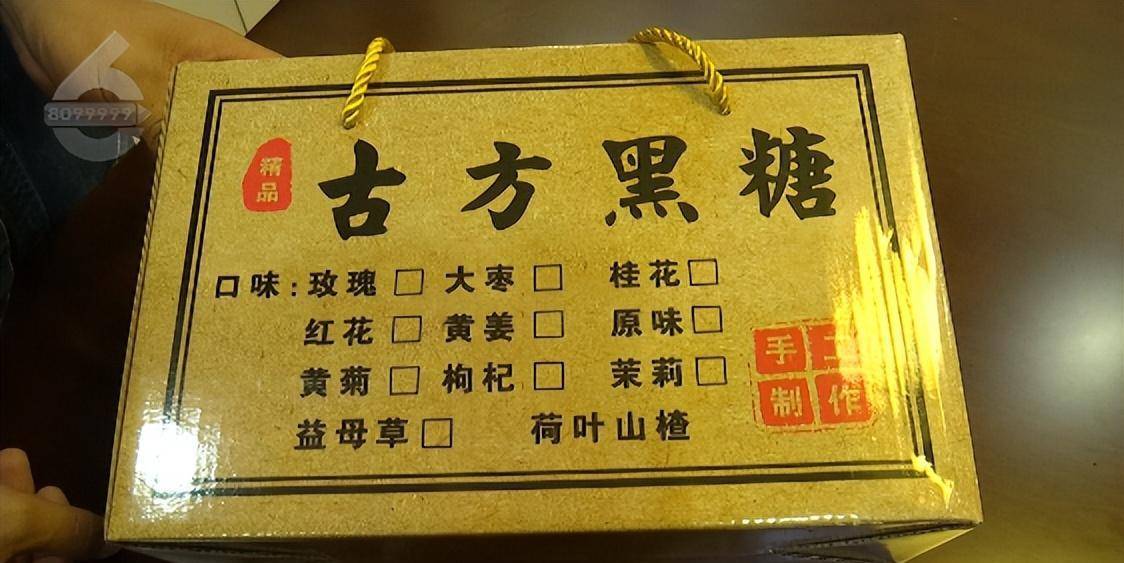 8099999
精品
古方黑糖
口味:玫瑰□ 大枣□ 桂花□
红花□ 黄姜□ 原味□
黄菊□ 枸杞□ 茉莉□
益母草□ 荷叶山楂
手工
制作